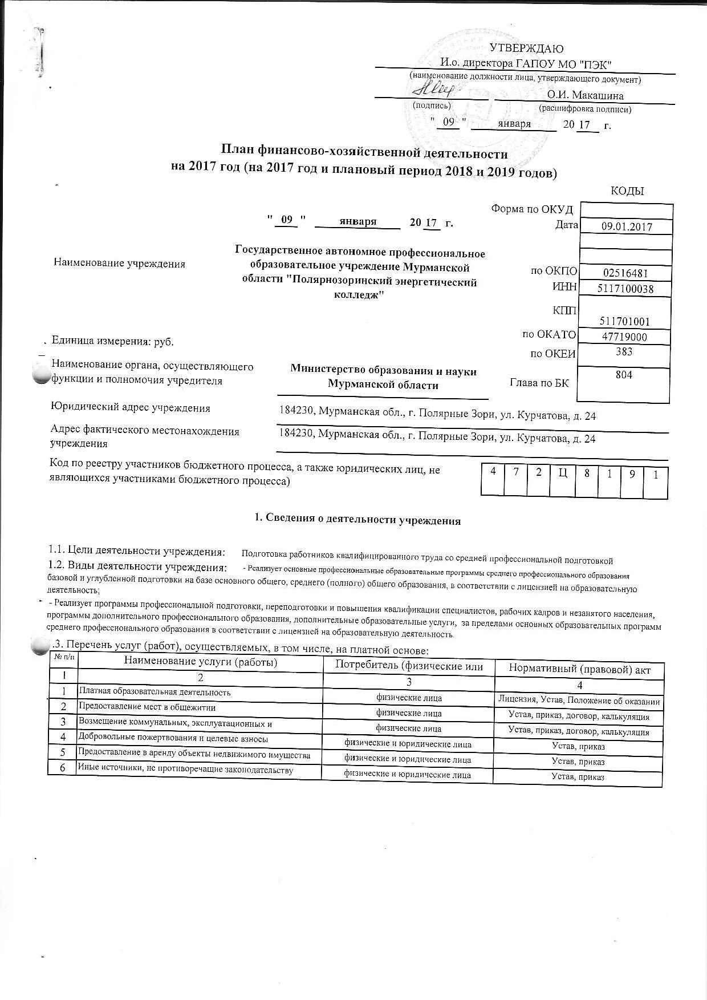 УТВЕРЖДАЮ
И.о. директора ГАПОУ МО "ПЭК"
(наименование должности лица, утверждающего документ)
О.И. Макашина
(подпись) (расшифровка подписи)
" 09 " января 20 17 г.
План финансово-хозяйственной деятельности
на 2017 год (на 2017 год и плановый период 2018 и 2019 годов)
КОДЫ
Форма по ОКУД
" 09 " января 20 17 г. Дата 09.01.2017
Наименование учреждения
Государственное автономное профессиональное
образовательное учреждение Мурманской
области "Полярнозоринский энергетический
колледж"
по ОКПО 02516481
ИНН 5117100038
КПП 511701001
Единица измерения: руб. по ОКАТО 47719000
по ОКЕИ 383
Наименование органа, осуществляющего
функции и полномочия учредителя
Министерство образования и науки
Мурманской области
Глава по БК 804
Юридический адрес учреждения 184230, Мурманская обл., г. Полярные Зори, ул. Курчатова, д. 24
Адрес фактического местонахождения
учреждения
184230, Мурманская обл., г. Полярные Зори, ул. Курчатова, д. 24
Код по реестру участников бюджетного процесса, а также юридических лиц, не
являющихся участниками бюджетного процесса)
4 7 2 Ц 8 1 9 1
1. Сведения о деятельности учреждения
1.1. Цели деятельности учреждения: Подготовка работников квалифицированного труда со средней профессиональной подготовкой
1.2. Виды деятельности учреждения: - Реализует основные профессиональные образовательные программы среднего профессионального образования
базовой и углубленной подготовки на базе основного общего, среднего (полного) общего образования, в соответствии с лицензией на образовательную
деятельность;
- Реализует программы профессиональной подготовки, переподготовки и повышения квалификации специалистов, рабочих кадров и незанятого населения,
программы дополнительного профессионального образования, дополнительные образовательные услуги, за пределами основных образовательных программ
среднего профессионального образования в соответствии с лицензией на образовательную деятельность.
.3. Перечень услуг (работ), осуществляемых, в том числе, на платной основе:
№ п/п Наименование услуги (работы) Потребитель (физические или Нормативный (правовой) акт
1 2 3 4
1 Платная образовательная деятельность физические лица Лицензия, Устав, Положение об оказании
2 Предоставление мест в общежитии физические лица Устав, приказ, договор, калькуляция
3 Возмещение коммунальных, эксплуатационных и физические лица Устав, приказ, договор, калькуляция
4 Добровольные пожертвования и целевые взносы физические и юридические лица Устав, приказ
5 Предоставление в аренду объекты недвижимого имущества физические и юридические лица Устав, приказ
6 Иные источники, не противоречащие законодательству физические и юридические лица Устав, приказ